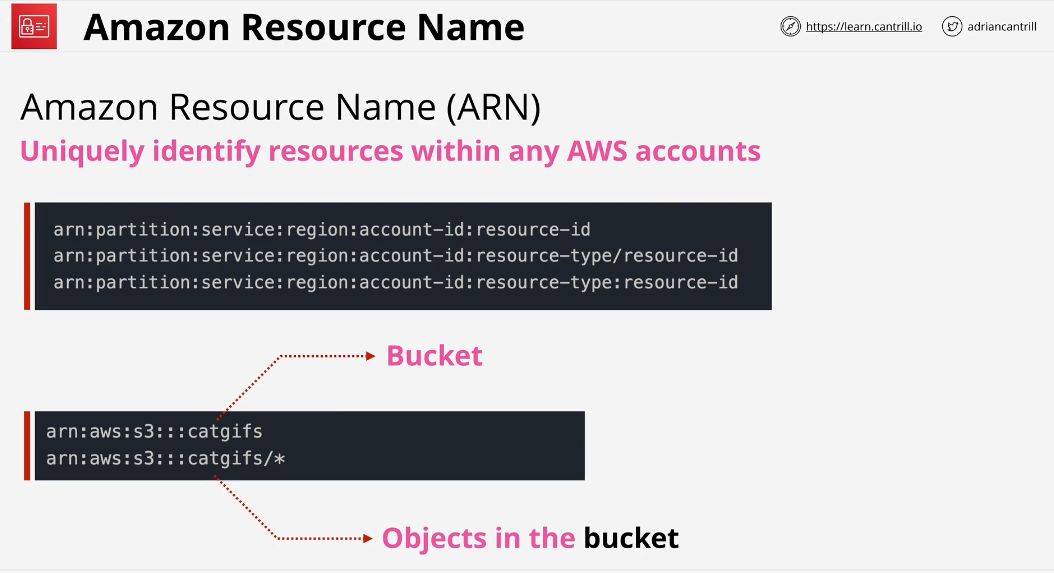 Amazon Resource Name
https://learn.cantrill.io
adriancantrill
Amazon Resource Name (ARN)
Uniquely identify resources within any AWS accounts
arn:partition:service:region:account-id:resource-id
arn:partition:service:region:account-id:resource-type/resource-id
arn:partition:service:region:account-id:resource-type:resource-id
Bucket
arn:aws:s3:::catgifs
arn:aws:s3:::catgifs/*
Objects in the bucket